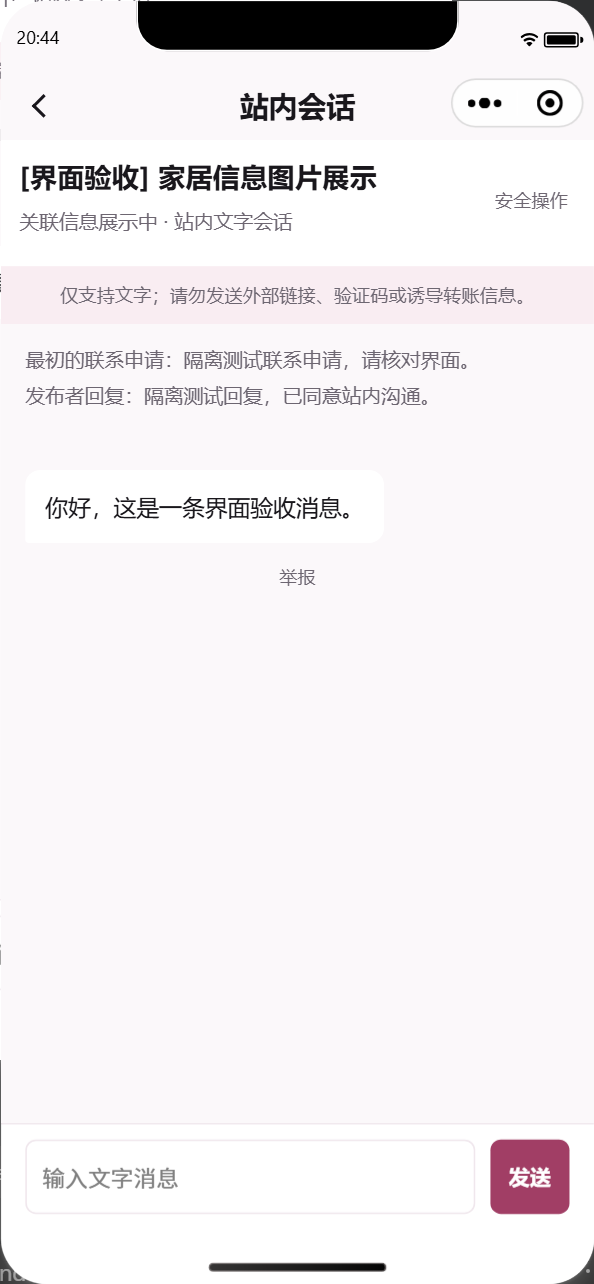 20:44
站内会话
[界面验收] 家居信息图片展示
关联信息展示中 · 站内文字会话
安全操作
仅支持文字；请勿发送外部链接、验证码或诱导转账信息。
最初的联系申请：隔离测试联系申请，请核对界面。
发布者回复：隔离测试回复，已同意站内沟通。
你好，这是一条界面验收消息。
举报
输入文字消息
发送